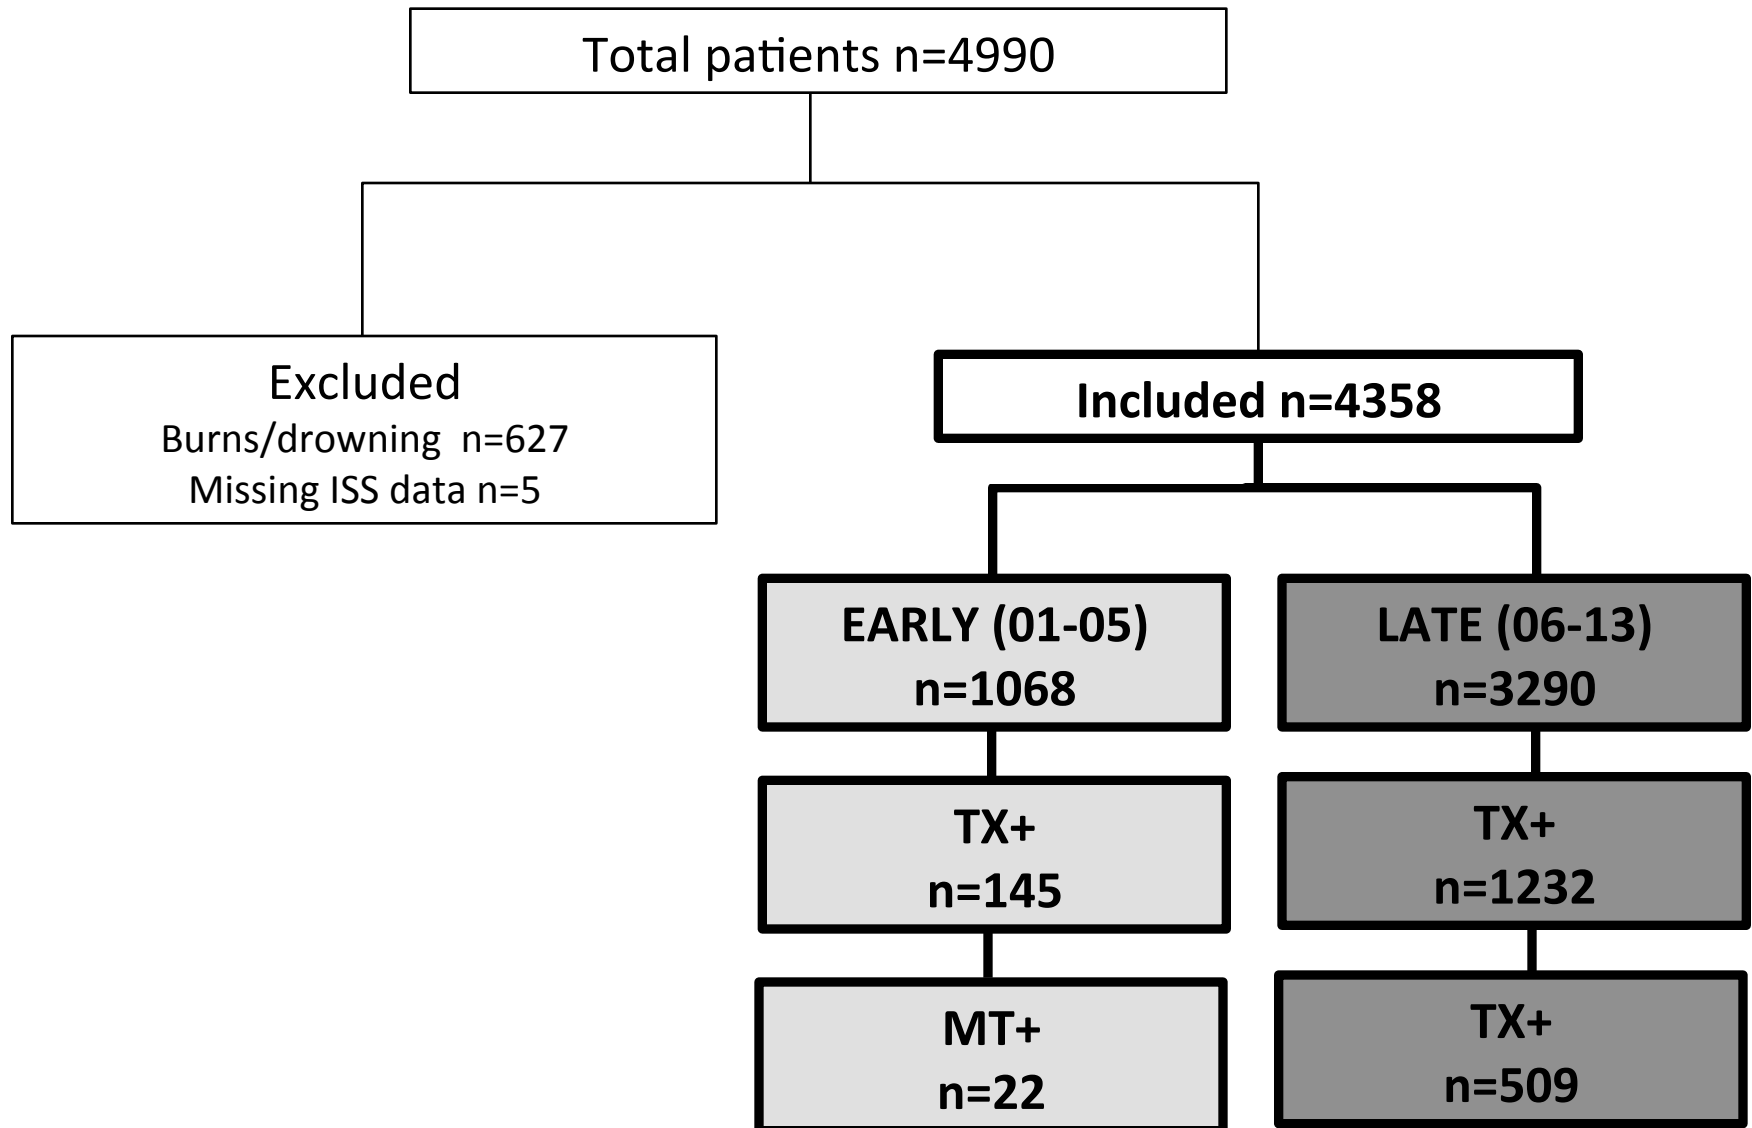 Total patients n=4990
Excluded
Burns/drowning n=627
Missing ISS data n=5
Included n=4358
EARLY (01-05)
n=1068
LATE (06-13)
n=3290
TX+
n=145
TX+
n=1232
MT+
n=22
TX+
n=509